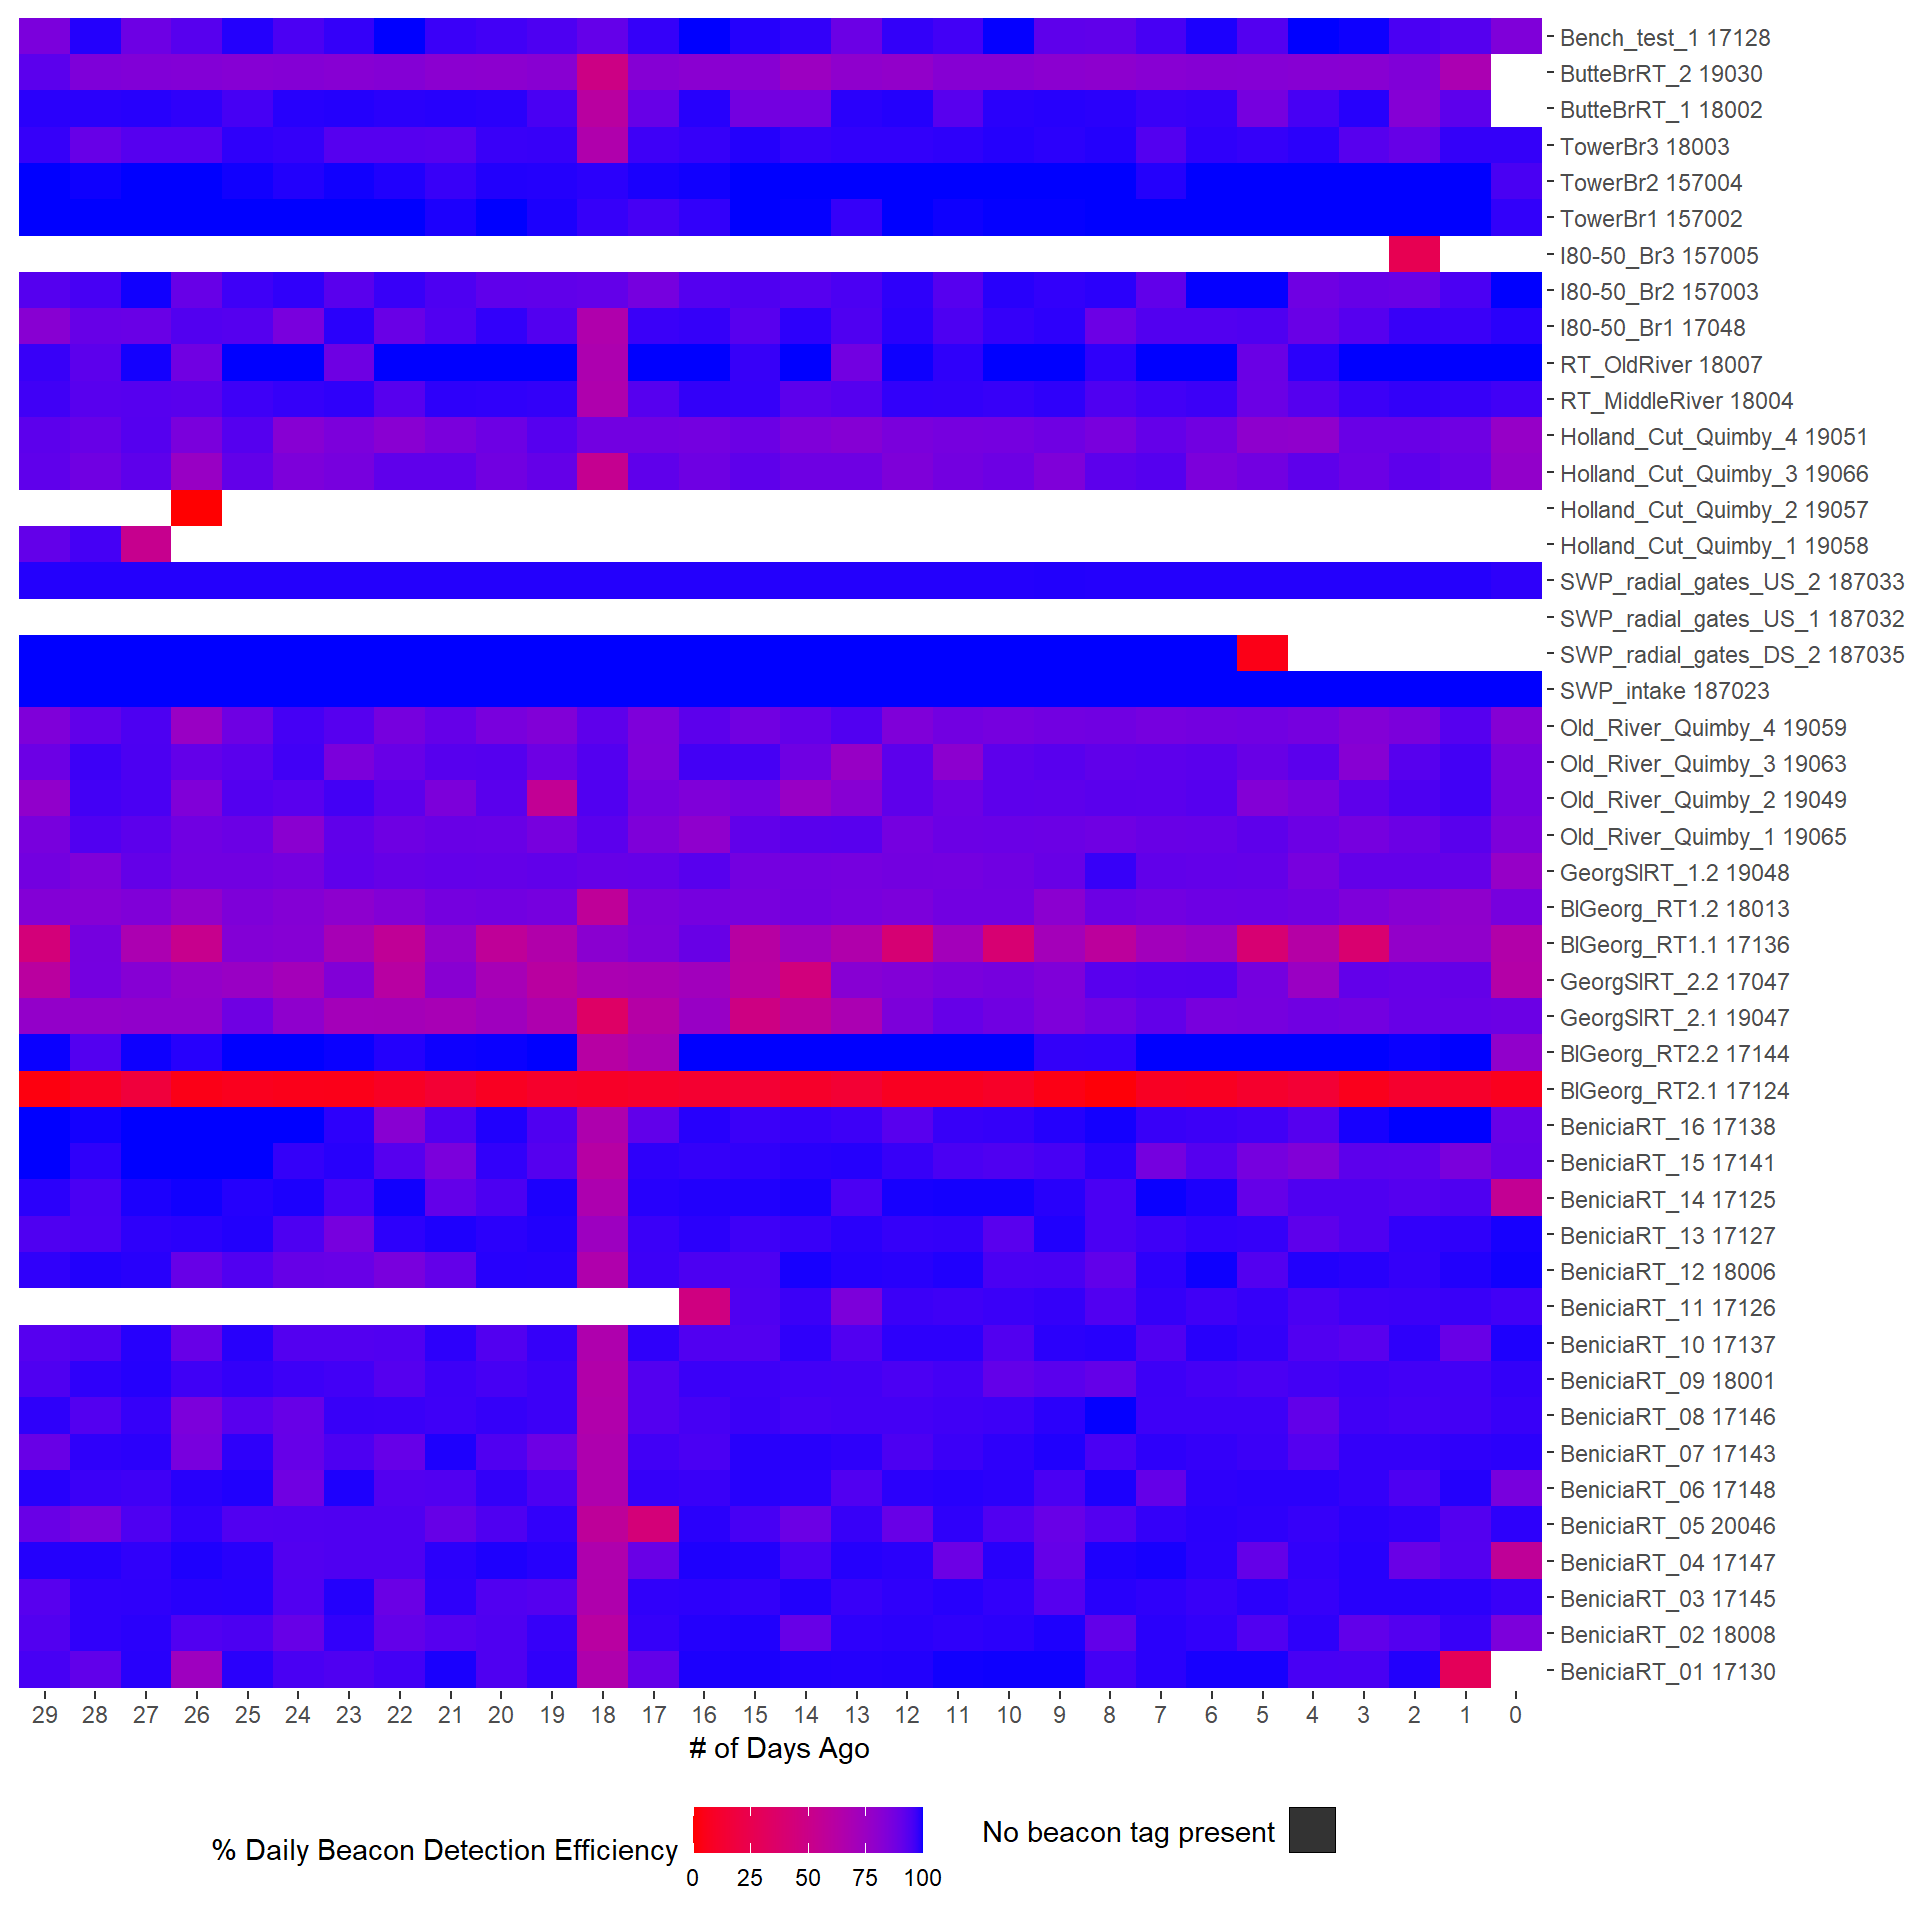 Bench_test_1 17128
ButteBrRT_2 19030
ButteBrRT_1 18002
TowerBr3 18003
TowerBr2 157004
TowerBr1 157002
I80-50_Br3 157005
I80-50_Br2 157003
I80-50_Br1 17048
RT_OldRiver 18007
RT_MiddleRiver 18004
Holland_Cut_Quimby_4 19051
Holland_Cut_Quimby_3 19066
Holland_Cut_Quimby_2 19057
Holland_Cut_Quimby_1 19058
SWP_radial_gates_US_2 187033
SWP_radial_gates_US_1 187032
SWP_radial_gates_DS_2 187035
SWP_intake 187023
Old_River_Quimby_4 19059
Old_River_Quimby_3 19063
Old_River_Quimby_2 19049
Old_River_Quimby_1 19065
GeorgSlRT_1.2 19048
BlGeorg_RT1.2 18013
BlGeorg_RT1.1 17136
GeorgSlRT_2.2 17047
GeorgSlRT_2.1 19047
BlGeorg_RT2.2 17144
BlGeorg_RT2.1 17124
BeniciaRT_16 17138
BeniciaRT_15 17141
BeniciaRT_14 17125
BeniciaRT_13 17127
BeniciaRT_12 18006
BeniciaRT_11 17126
BeniciaRT_10 17137
BeniciaRT_09 18001
BeniciaRT_08 17146
BeniciaRT_07 17143
BeniciaRT_06 17148
BeniciaRT_05 20046
BeniciaRT_04 17147
BeniciaRT_03 17145
BeniciaRT_02 18008
BeniciaRT_01 17130
29 28 27 26 25 24 23 22 21 20 19 18 17 16 15 14 13 12 11 10 9 8 7 6 5 4 3 2 1 0
# of Days Ago
% Daily Beacon Detection Efficiency
0 25 50 75 100
No beacon tag present